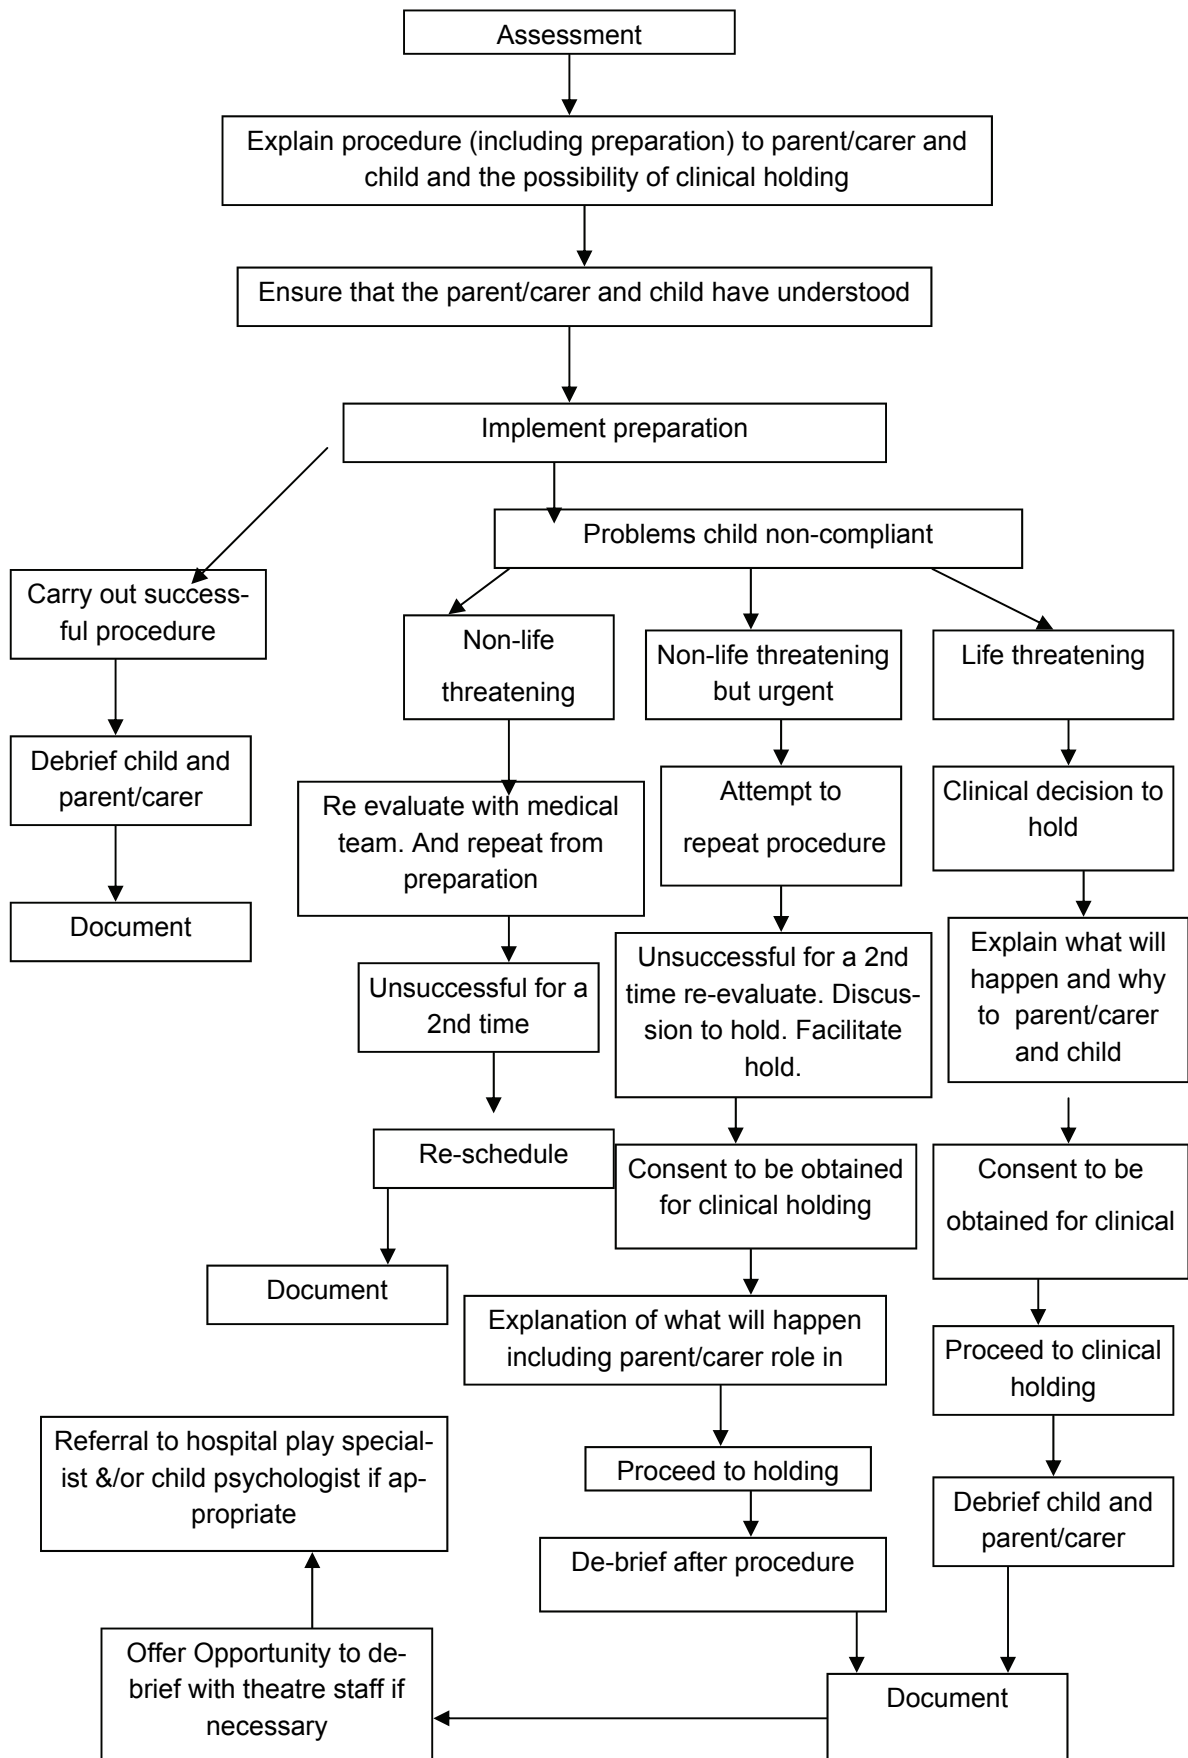 Assessment
Explain procedure (including preparation) to parent/carer and
child and the possibility of clinical holding
Ensure that the parent/carer and child have understood
Implement preparation
Problems child non-compliant
Carry out success-
ful procedure
Debrief child and
parent/carer
Document
Non-life
threatening
Re evaluate with medical
team. And repeat from
preparation
Unsuccessful for a
2nd time
Re-schedule
Document
Non-life threatening
but urgent
Attempt to
repeat procedure
Unsuccessful for a 2nd
time re-evaluate. Discus-
sion to hold. Facilitate
hold.
Consent to be obtained
for clinical holding
Explanation of what will happen
including parent/carer role in
Proceed to holding
De-brief after procedure
Life threatening
Clinical decision to
hold
Explain what will
happen and why
to parent/carer
and child
Consent to be
obtained for clinical
Proceed to clinical
holding
Debrief child and
parent/carer
Document
Offer Opportunity to de-
brief with theatre staff if
necessary
Referral to hospital play special-
ist &/or child psychologist if ap-
propriate